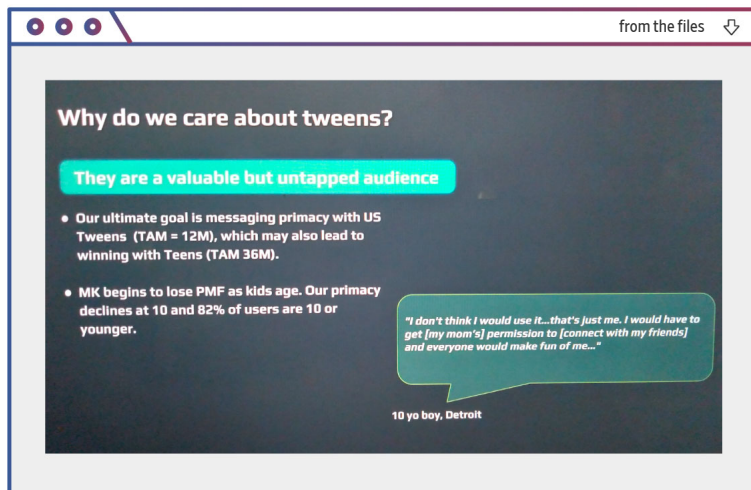 from the files
Why do we care about tweens?
They are a valuable but untapped audience
• Our ultimate goal is messaging primacy with US
Tweens (TAM = 12M), which may also lead to
winning with Teens (TAM 36M).
• MK begins to lose PMF as kids age. Our primacy
declines at 10 and 82% of users are 10 or
younger.
"I don't think I would use it...that's just me. I would have to
get [my mom's] permission to [connect with my friends]
and everyone would make fun of me..."
10 yo boy, Detroit